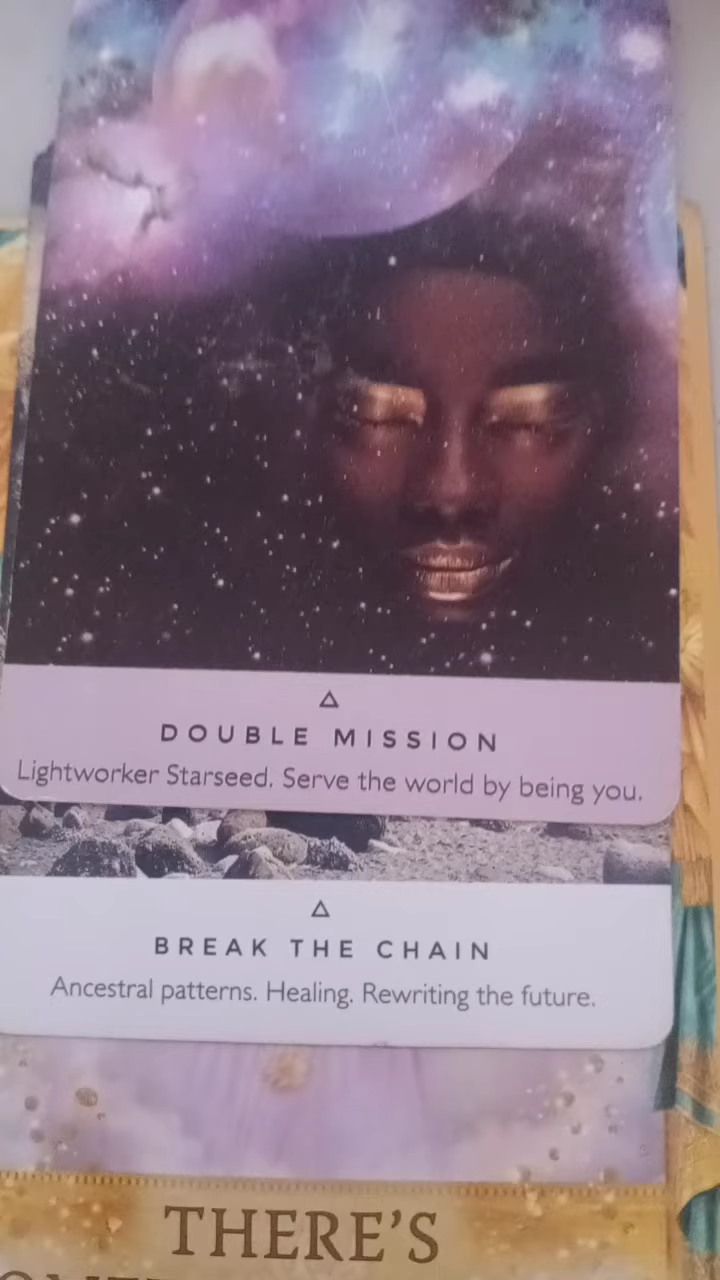 DOUBLE MISSION
Lightworker Starseed. Serve the world by being you.
BREAK THE CHAIN
Ancestral patterns. Healing. Rewriting the future.
THERE'S